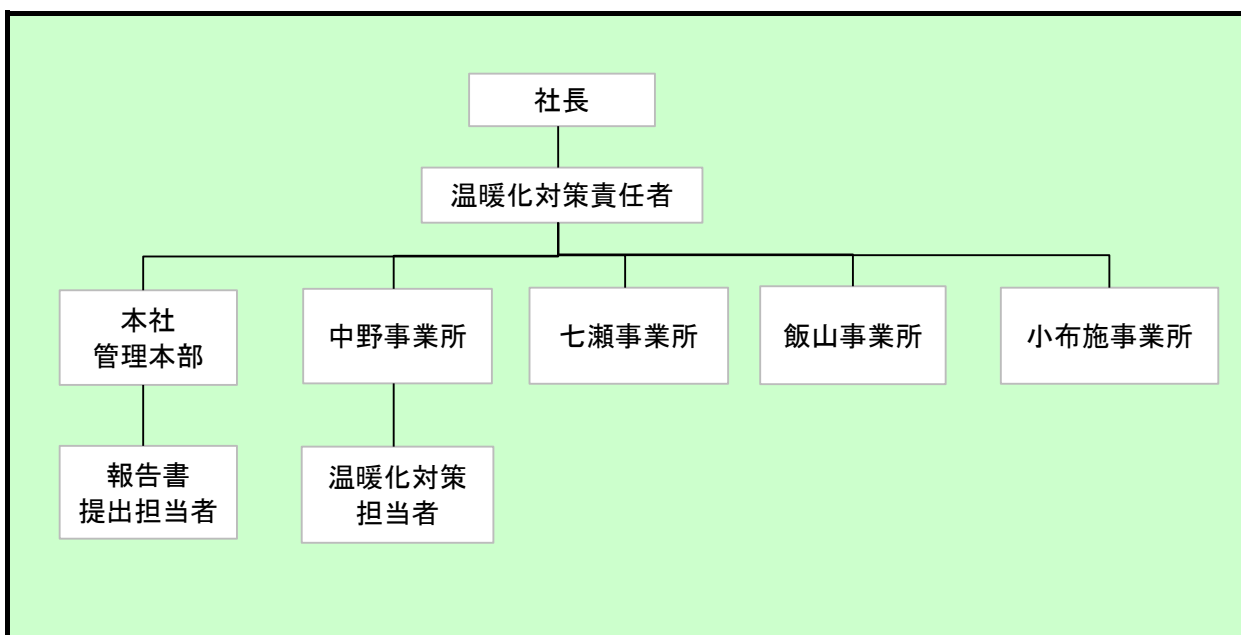 社長
温暖化対策責任者
本社
管理本部
中野事業所
七瀬事業所
飯山事業所
小布施事業所
報告書
提出担当者
温暖化対策
担当者